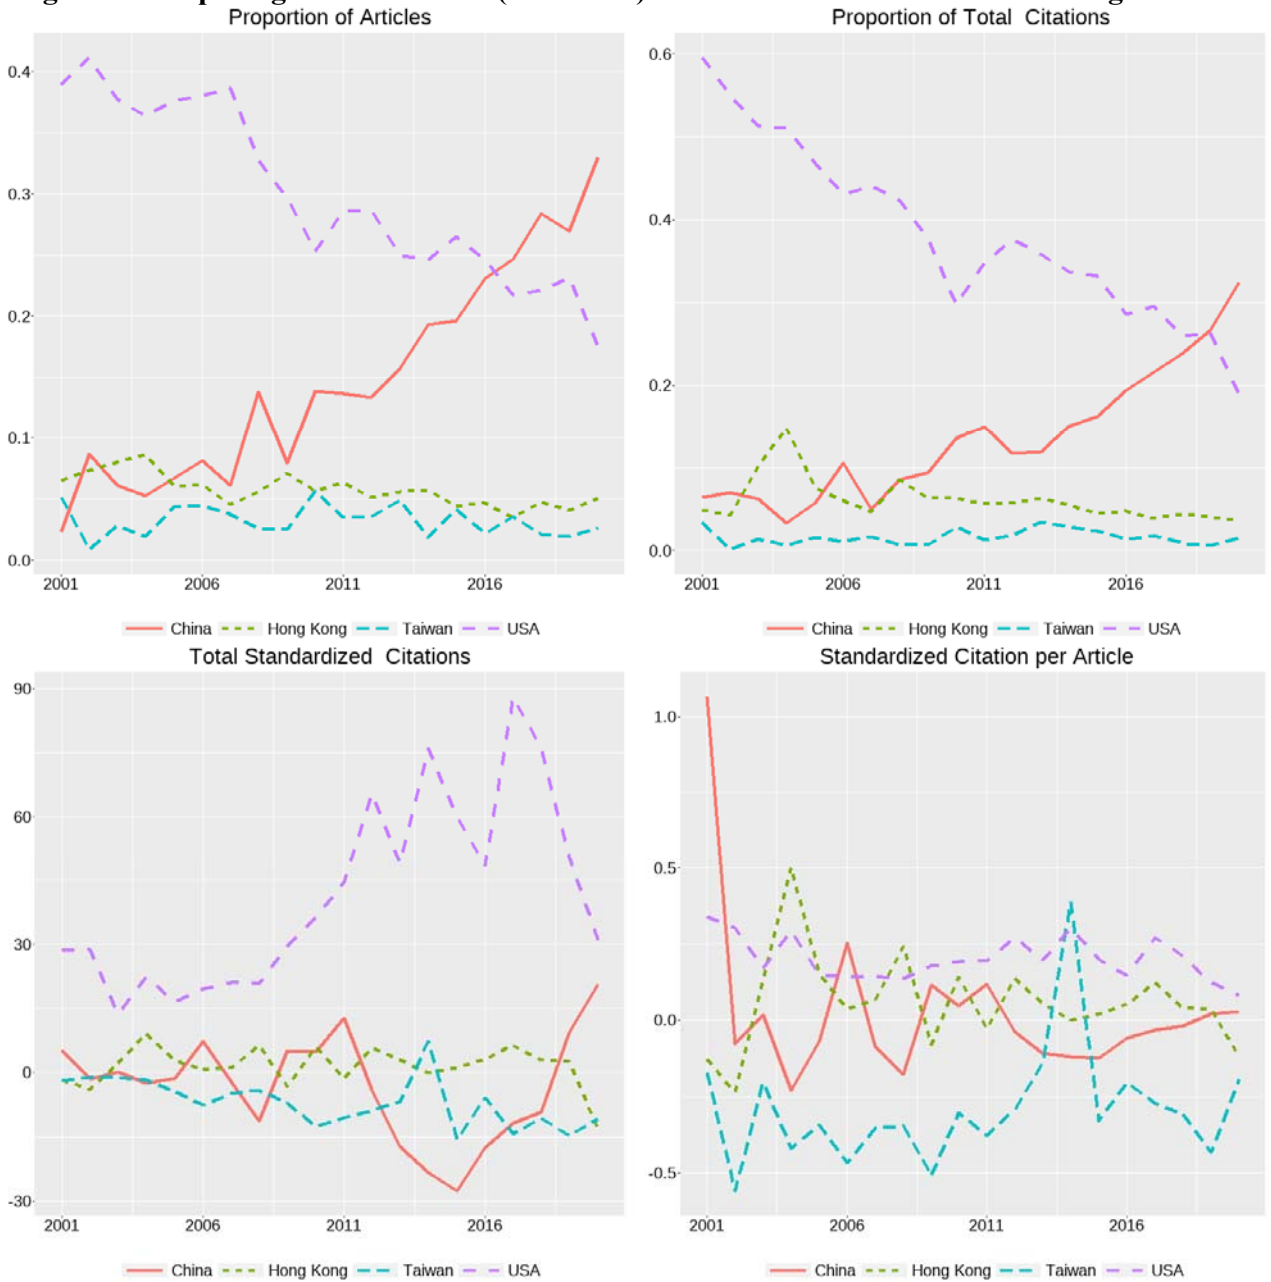 Proportion of Articles
0.4
0.3
0.2
0.1
0.0
2001 2006 2011 2016
China Hong Kong Taiwan USA
Proportion of Total Citations
0.6
0.4
0.2
0.0
2001 2006 2011 2016
China Hong Kong Taiwan USA
Total Standardized Citations
90
60
30
0
-30
2001 2006 2011 2016
China Hong Kong Taiwan USA
Standardized Citation per Article
1.0
0.5
0.0
-0.5
2001 2006 2011 2016
China Hong Kong Taiwan USA